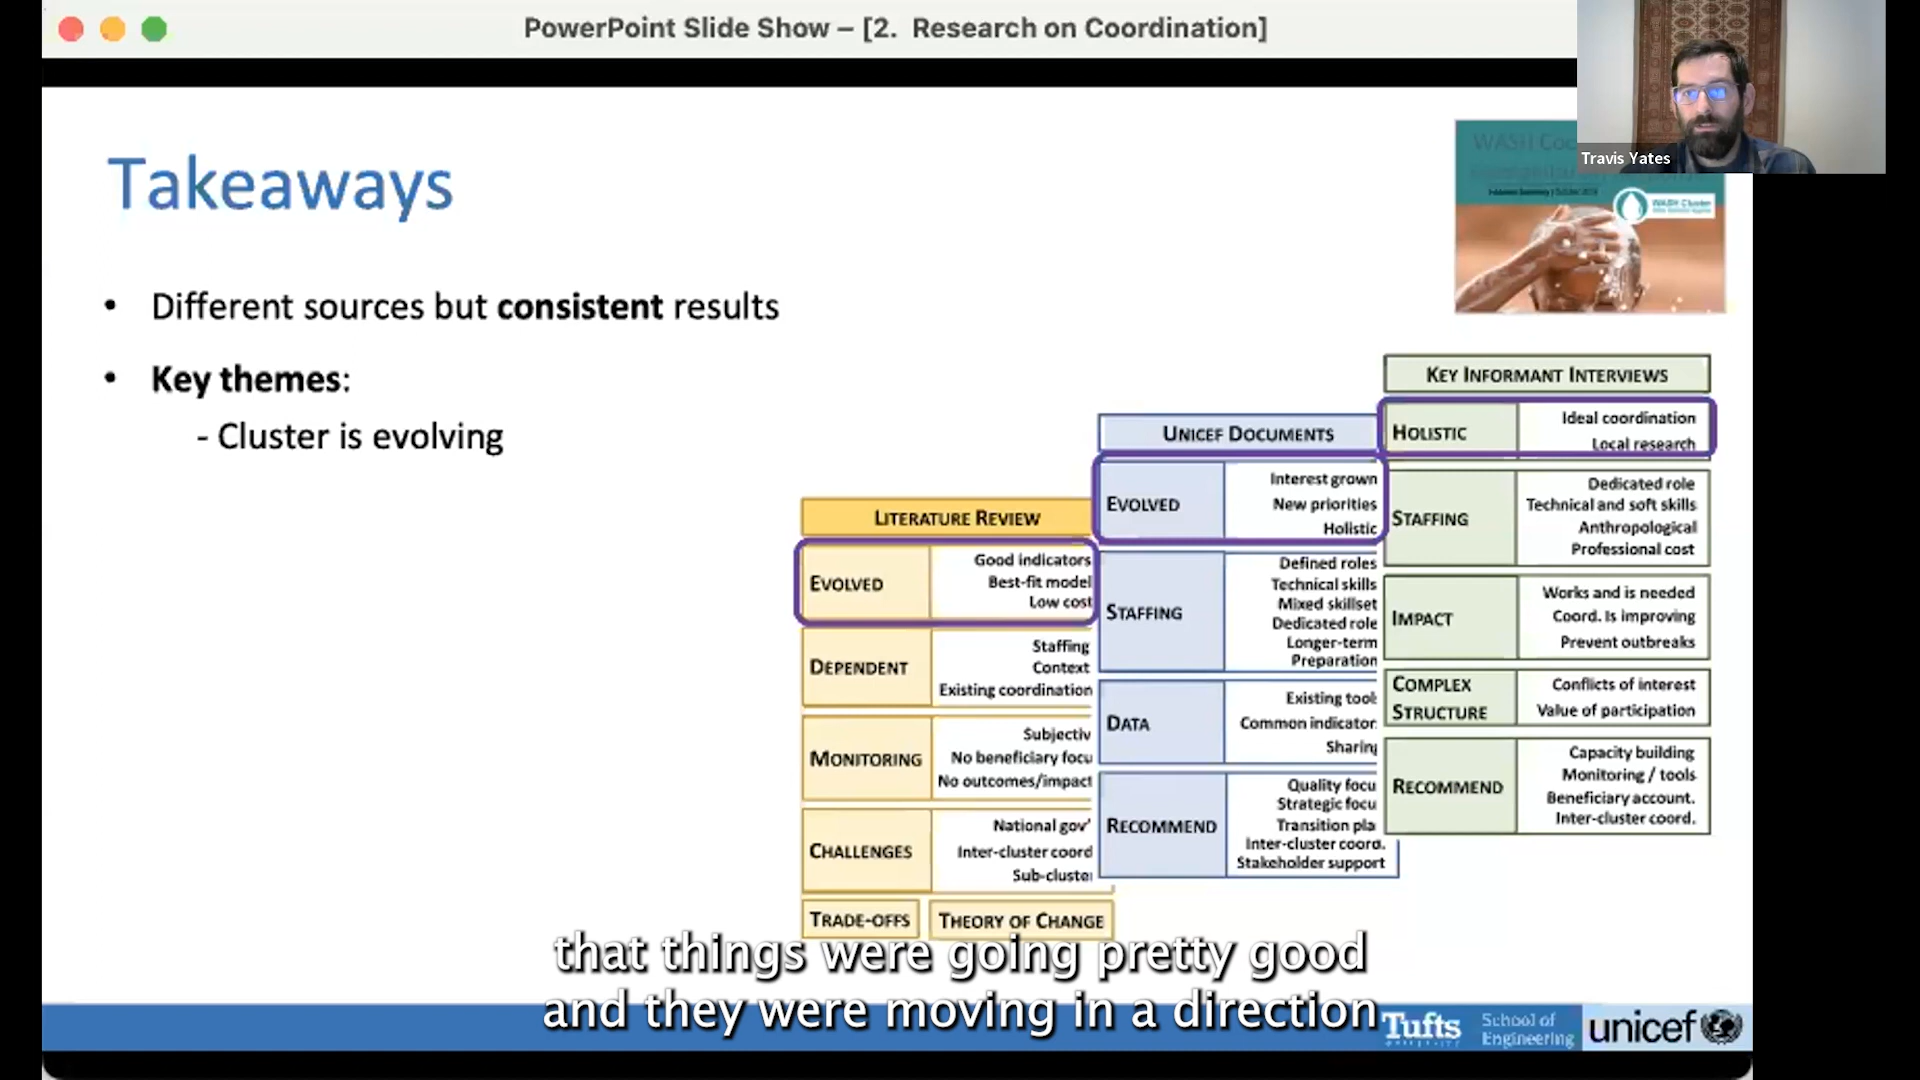 PowerPoint Slide Show – [2.  Research on Coordination]
Travis Yates
Takeaways
WASH Cluster
• Different sources but consistent results
• Key themes:
- Cluster is evolving
LITERATURE REVIEW
EVOLVED
Good indicators
Best-fit model
Low cost
DEPENDENT
Staffing
Context
Existing coordination
MONITORING
Subjectiv
No beneficiary focu
No outcomes/impact
CHALLENGES
National gov'
Inter-cluster coord
Sub-cluste
TRADE-OFFS
THEORY OF CHANGE
UNICEF DOCUMENTS
EVOLVED
Interest grown
New priorities
Holistic
STAFFING
Defined roles
Technical skills
Mixed skillset
Dedicated role
Longer-term
Preparation
DATA
Existing tool
Common indicator
Sharing
RECOMMEND
Quality focu
Strategic focu
Transition pla
Inter-cluster coord.
Stakeholder support
KEY INFORMANT INTERVIEWS
HOLISTIC
Ideal coordination
Local research
STAFFING
Dedicated role
Technical and soft skills
Anthropological
Professional cost
IMPACT
Works and is needed
Coord. Is improving
Prevent outbreaks
COMPLEX
STRUCTURE
Conflicts of interest
Value of participation
RECOMMEND
Capacity building
Monitoring / tools
Beneficiary account.
Inter-cluster coord.
that things were going pretty good
and they were moving in a direction
Tufts
UNIVERSITY
School of
Engineering
unicef